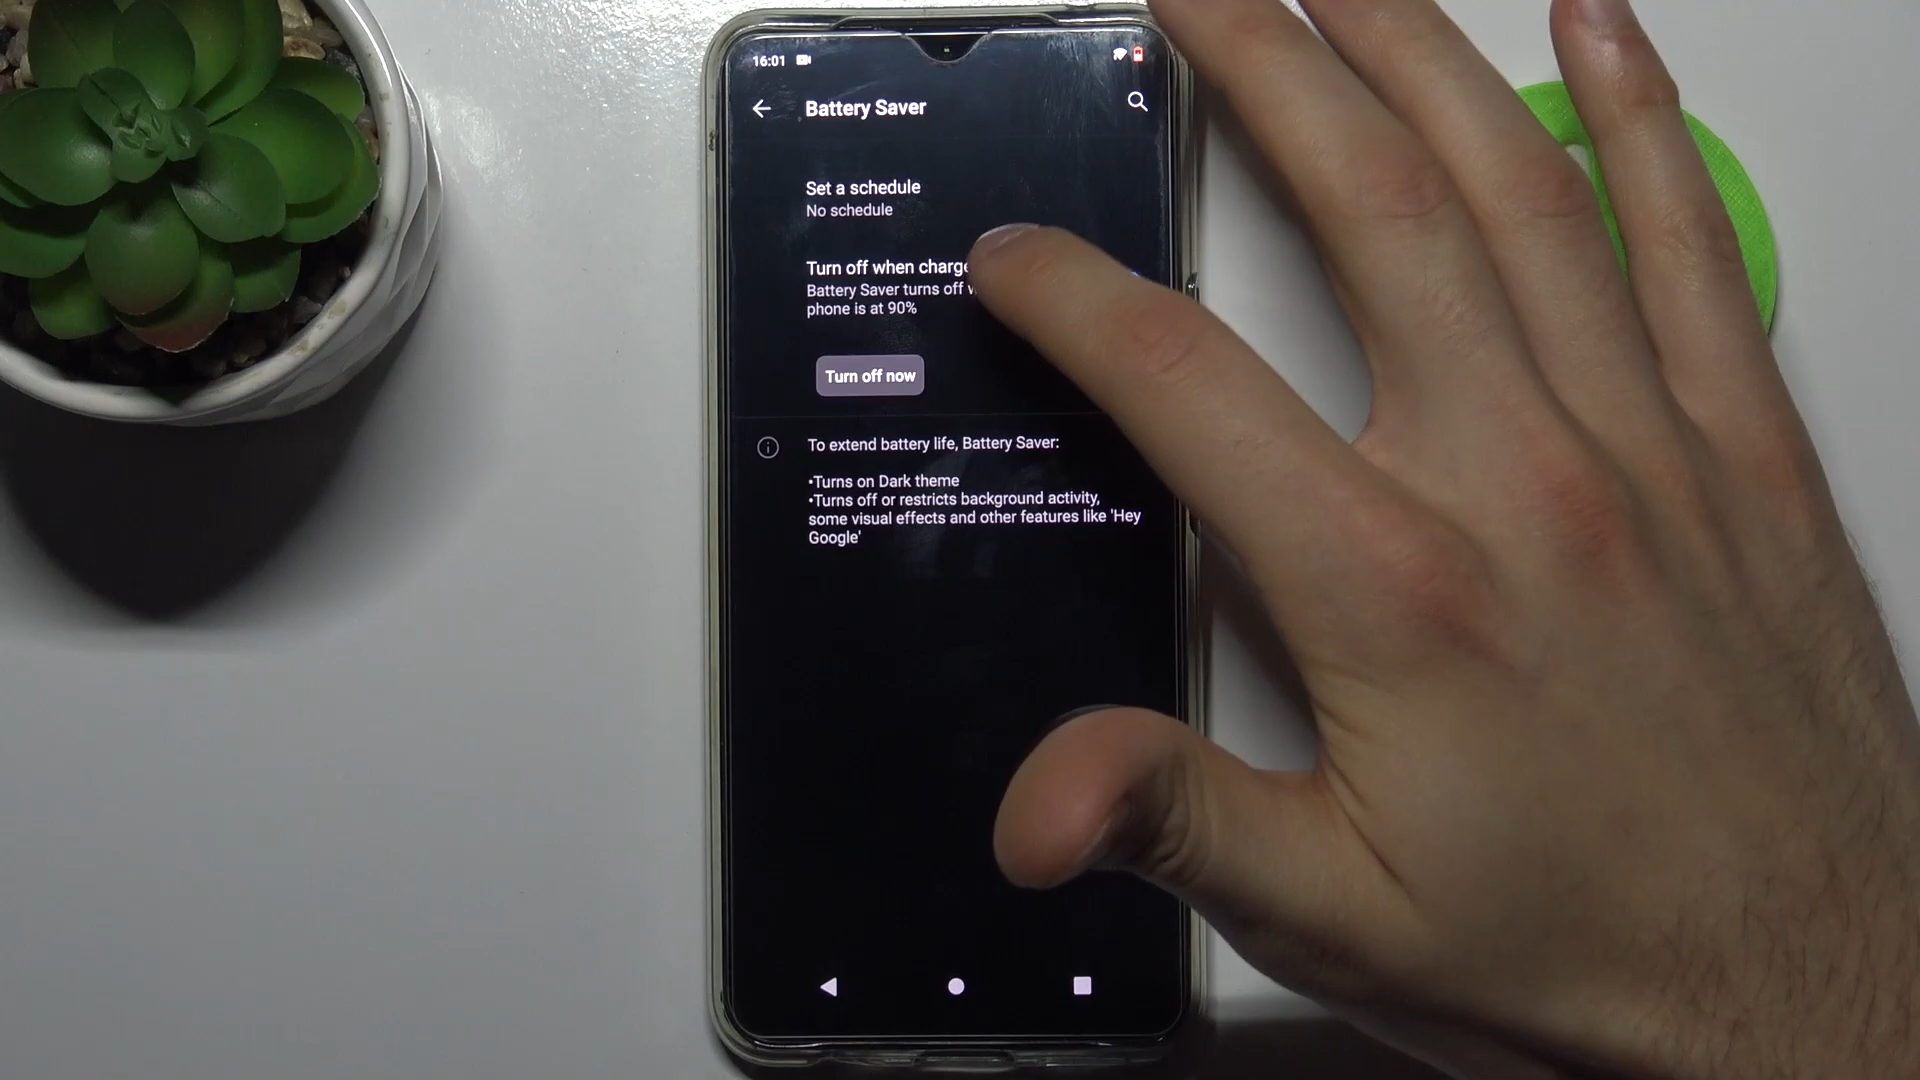 16:01
Battery Saver
Set a schedule
No schedule
Turn off when charge
Battery Saver turns off
phone is at 90%
Turn off now
To extend battery life, Battery Saver:
•Turns on Dark theme
•Turns off or restricts background activity,
some visual effects and other features like 'Hey
Google'